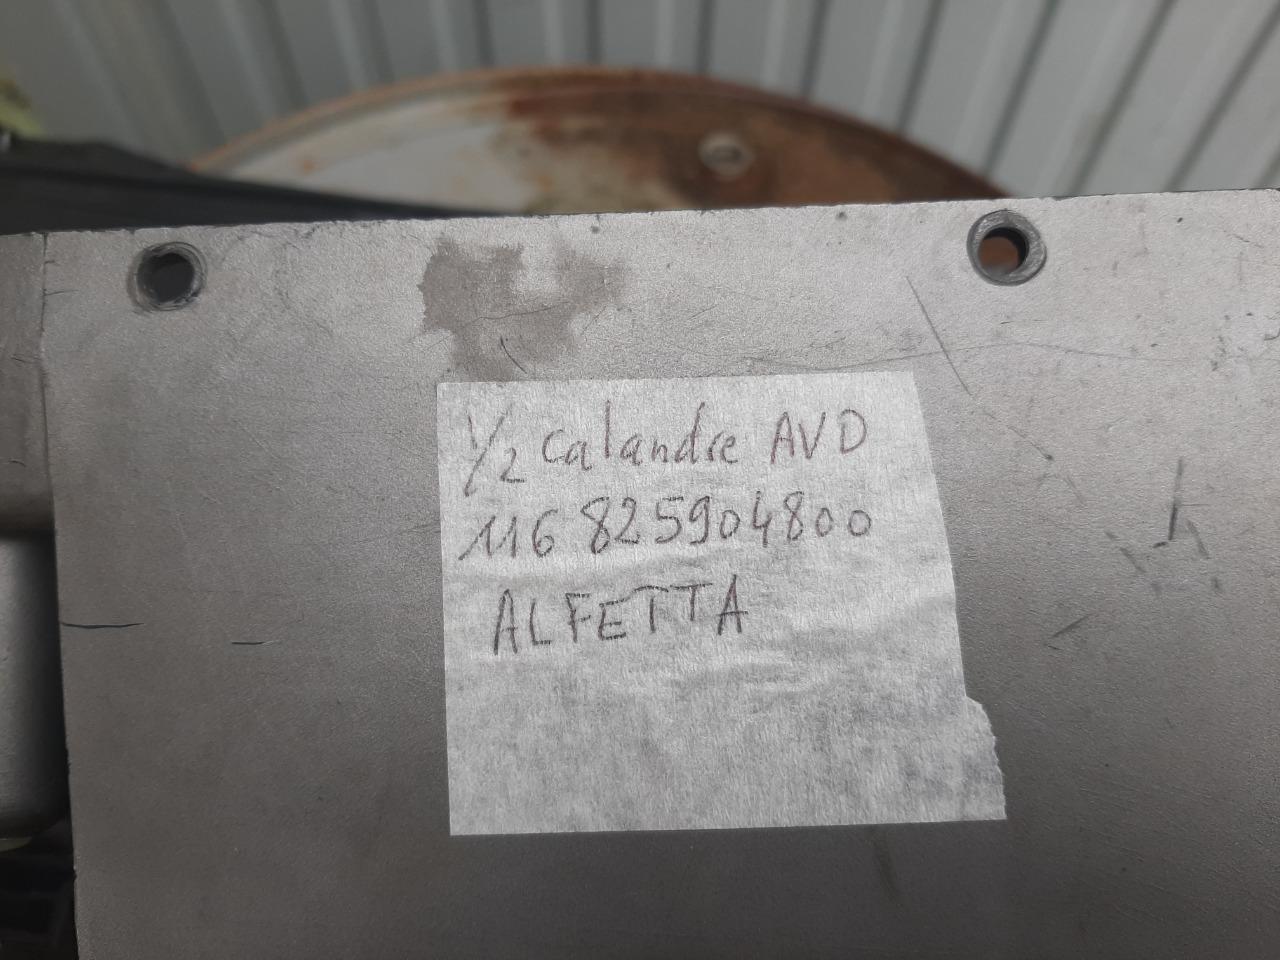 1/2 calandre AVD
116 825904800
ALFETTA